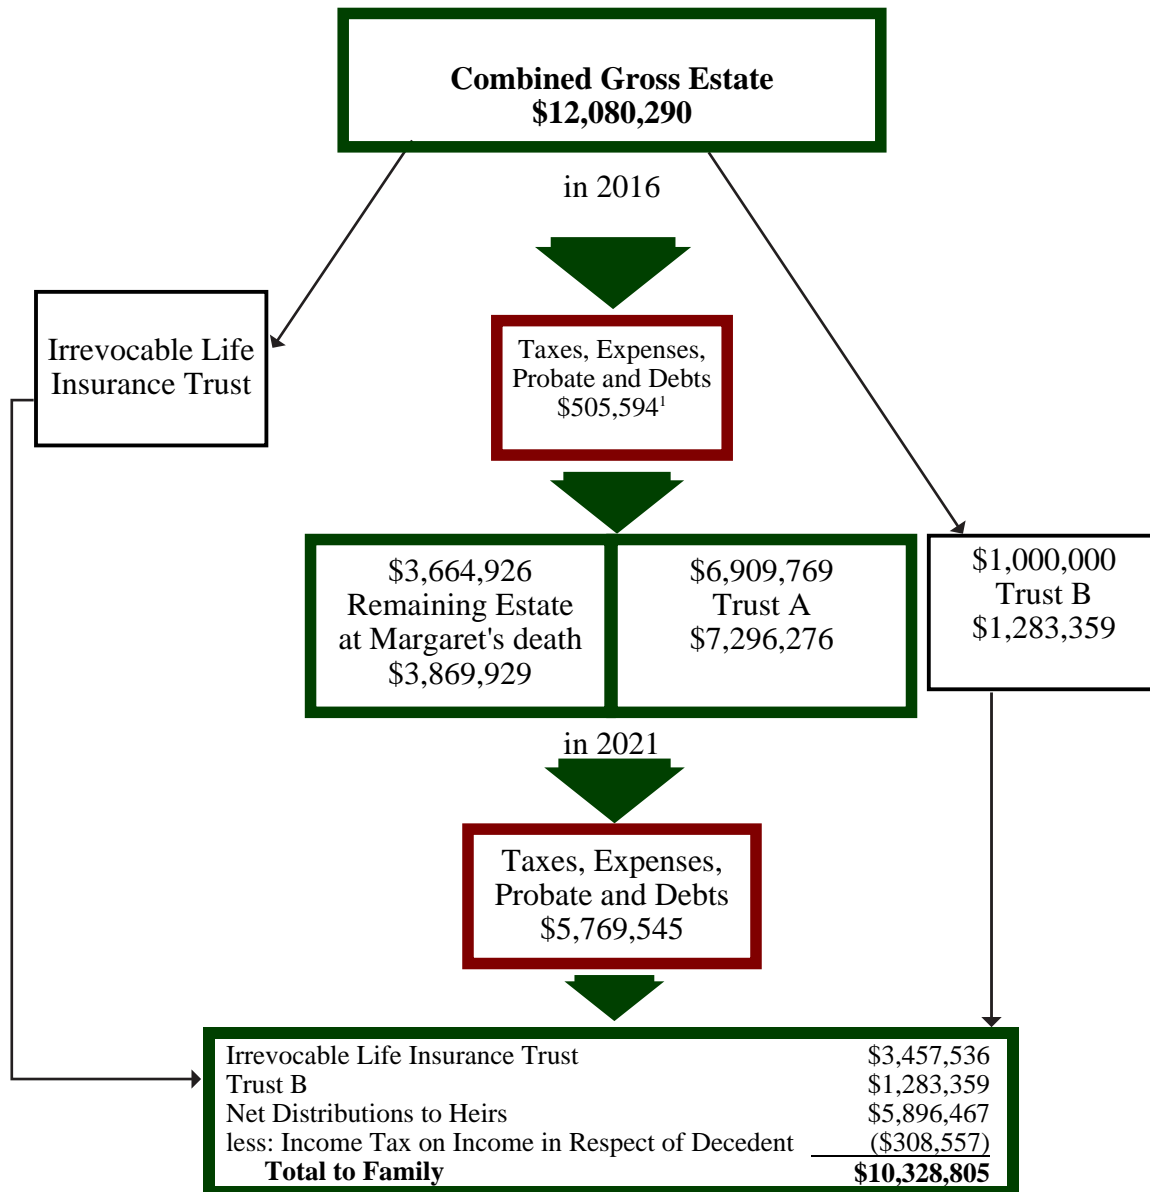 Combined Gross Estate
$12,080,290
in 2016
Irrevocable Life
Insurance Trust
Taxes, Expenses,
Probate and Debts
$505,594¹
$3,664,926
Remaining Estate
at Margaret's death
$3,869,929
$6,909,769
Trust A
$7,296,276
$1,000,000
Trust B
$1,283,359
in 2021
Taxes, Expenses,
Probate and Debts
$5,769,545
Irrevocable Life Insurance Trust $3,457,536
Trust B $1,283,359
Net Distributions to Heirs $5,896,467
less: Income Tax on Income in Respect of Decedent ($308,557)
Total to Family $10,328,805